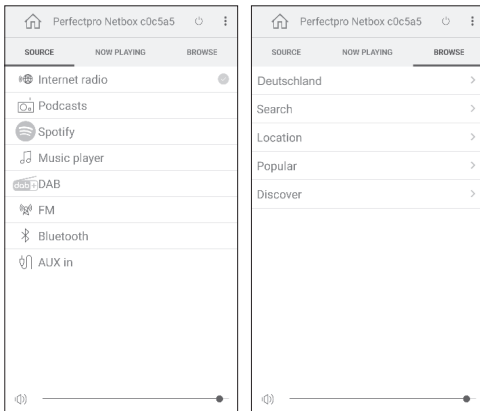 Perfectpro Netbox c0c5a5
SOURCE NOW PLAYING BROWSE
Internet radio
Podcasts
Spotify
Music player
dab+ DAB
FM
Bluetooth
AUX in
Perfectpro Netbox c0c5a5
SOURCE NOW PLAYING BROWSE
Deutschland
Search
Location
Popular
Discover